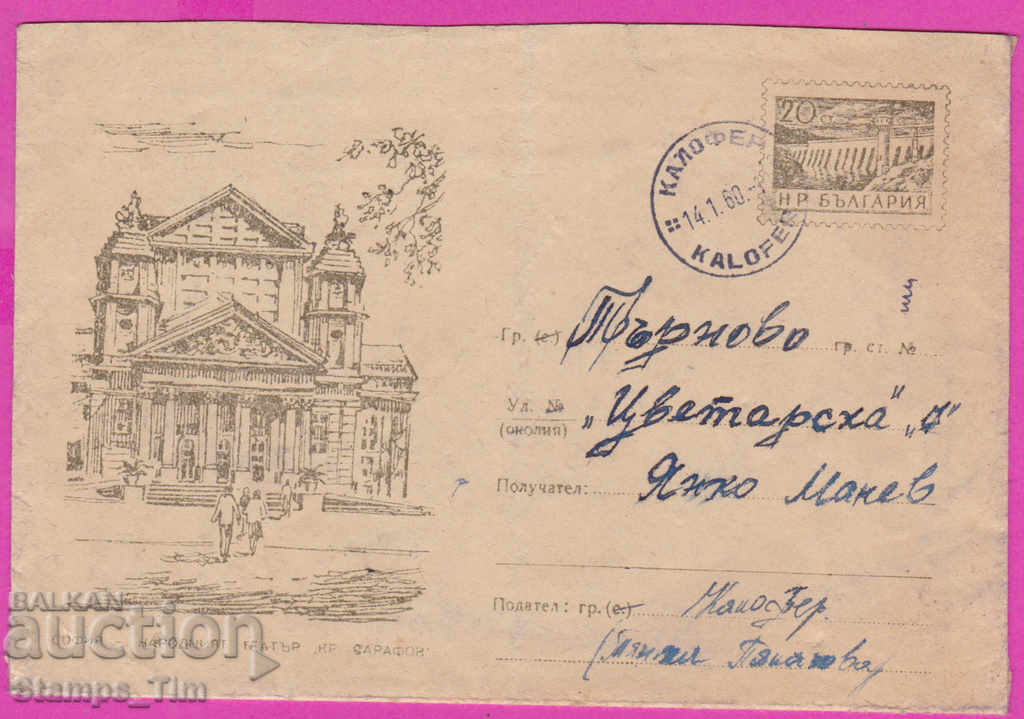 20
НР БЪЛГАРИЯ
КАЛОФЕР
14.1.60.
KALOFER
Гр. (с.) Търново гр. ст. №
Ул. № „Цветарска"
(околия)
Получател: Янко Манев
Подател: гр. (с.) Калофер
СОФИЯ НАРОДНИЯТ ТЕАТЪР „КР. САРАФОВ"
BALKAN
auction
Stamps_Tim